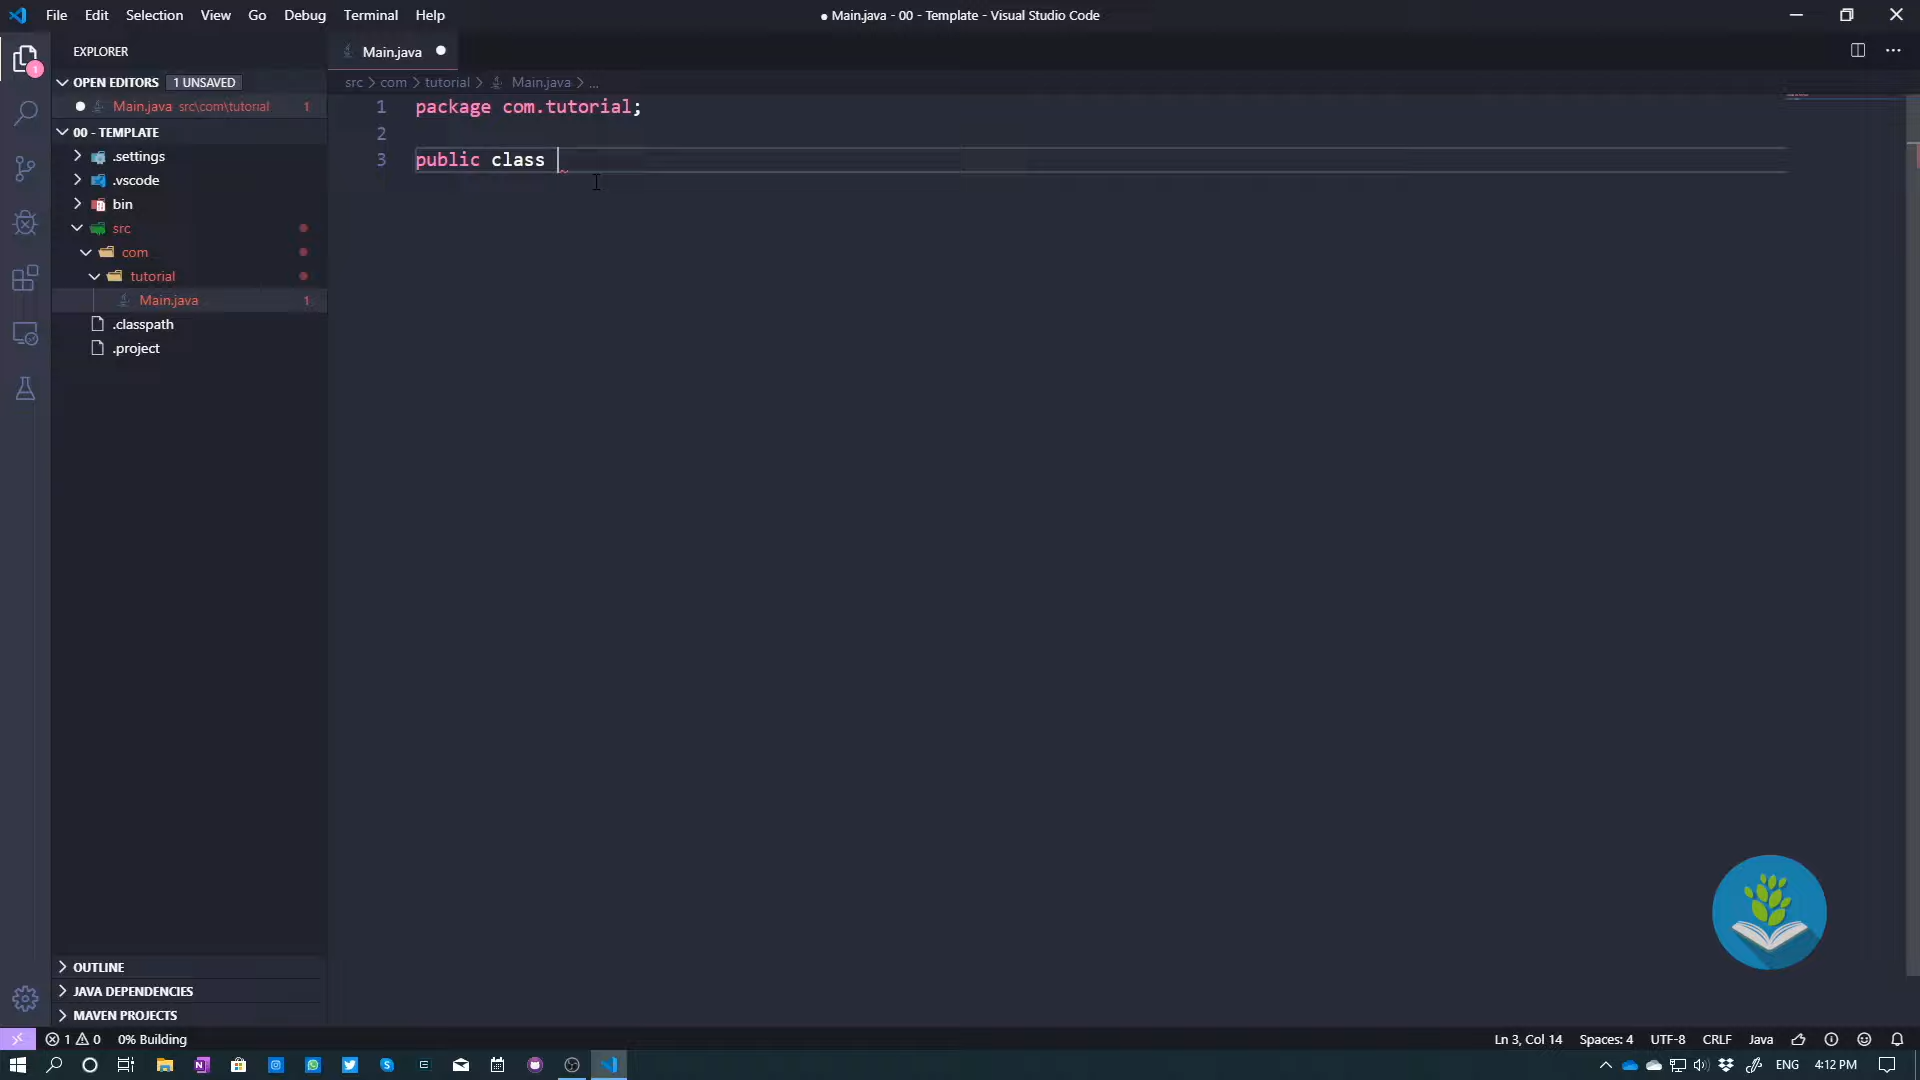 File Edit Selection View Go Debug Terminal Help
● Main.java - 00 - Template - Visual Studio Code
EXPLORER
OPEN EDITORS 1 UNSAVED
Main.java src\com\tutorial 1
00 - TEMPLATE
.settings
.vscode
bin
src
com
tutorial
Main.java 1
.classpath
.project
OUTLINE
JAVA DEPENDENCIES
MAVEN PROJECTS
1
Main.java
src > com > tutorial > Main.java > ...
1 package com.tutorial;
2
3 public class
1 0 0% Building
Ln 3, Col 14 Spaces: 4 UTF-8 CRLF Java
ENG 4:12 PM